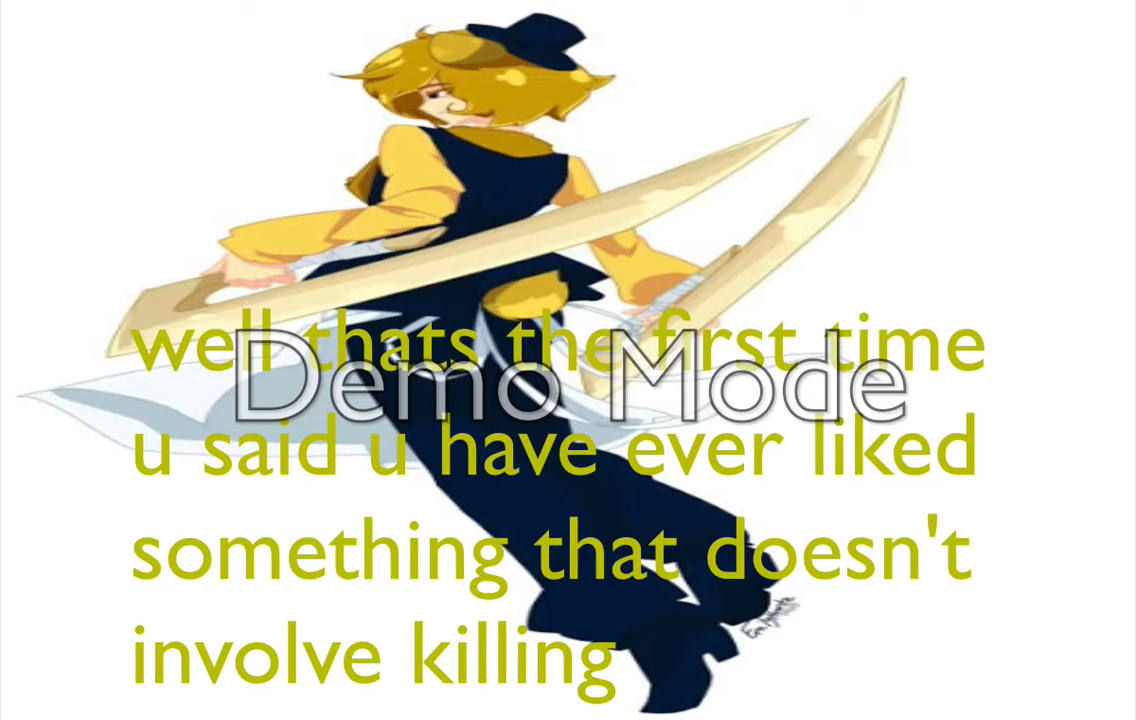 well thats the first time
Demo Mode
u said u have ever liked
something that doesn't
involve killing